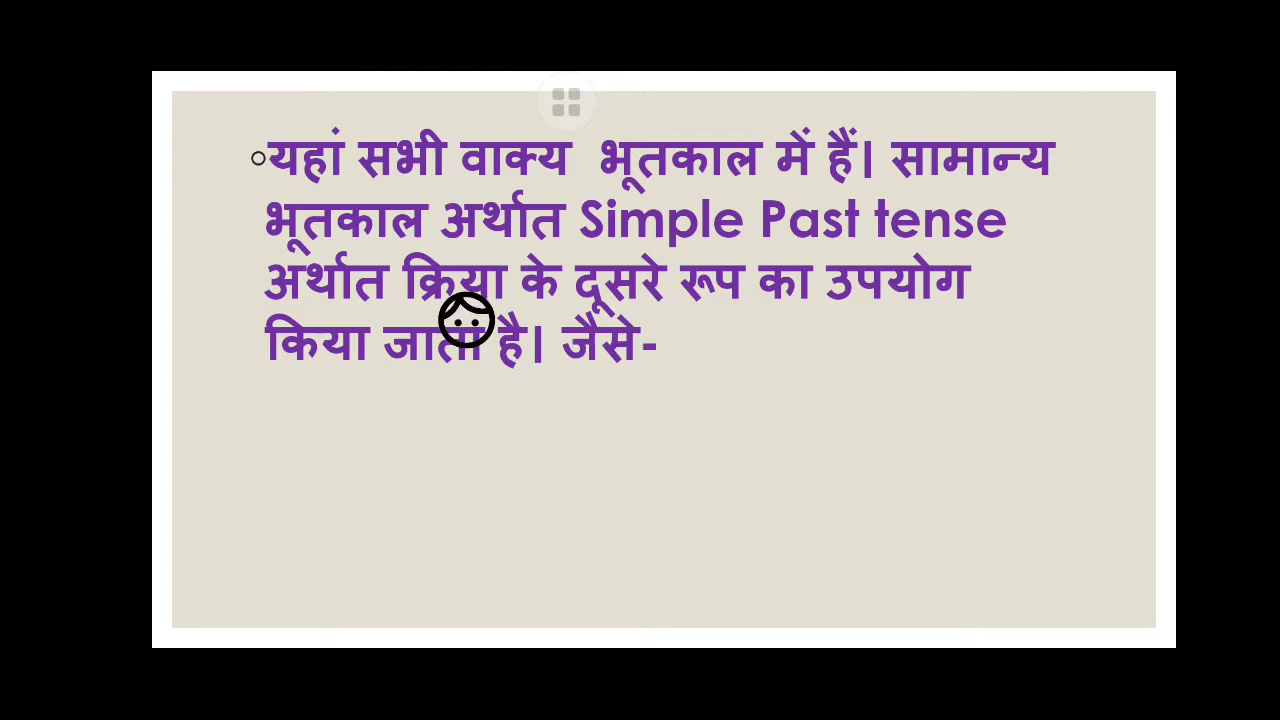 यहां सभी वाक्य भूतकाल में हैं। सामान्य
भूतकाल अर्थात Simple Past tense
अर्थात क्रिया के दूसरे रूप का उपयोग
किया जाता है। जैसे-